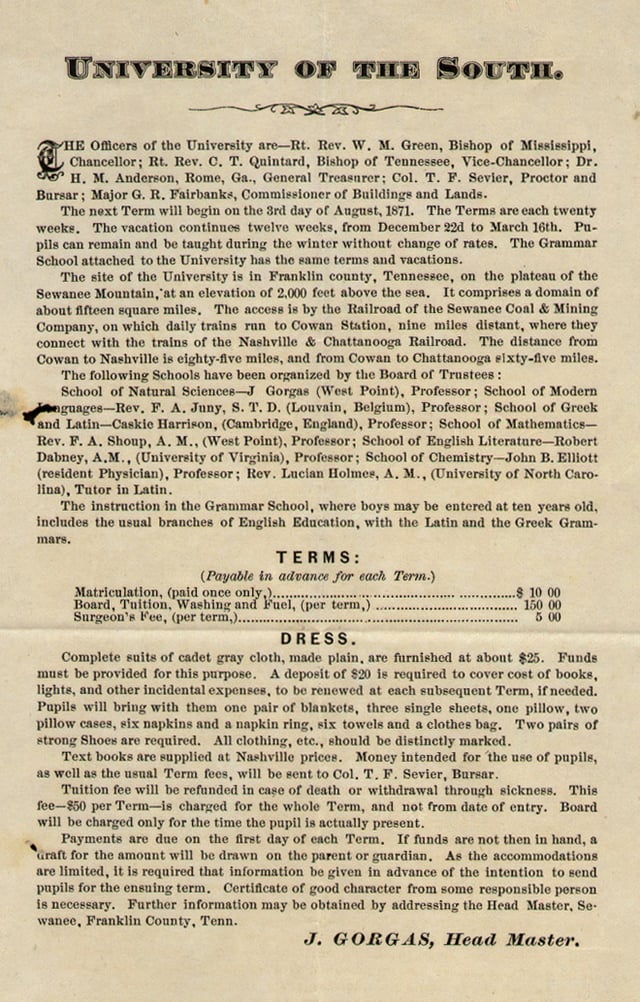 UNIVERSITY OF THE SOUTH.
THE Officers of the University are—Rt. Rev. W. M. Green, Bishop of Mississippi,
Chancellor; Rt. Rev. C. T. Quintard, Bishop of Tennessee, Vice-Chancellor; Dr.
H. M. Anderson, Rome, Ga., General Treasurer; Col. T. F. Sevier, Proctor and
Bursar; Major G. R. Fairbanks, Commissioner of Buildings and Lands.
The next Term will begin on the 3rd day of August, 1871. The Terms are each twenty
weeks. The vacation continues twelve weeks, from December 22d to March 16th. Pu-
pils can remain and be taught during the winter without change of rates. The Grammar
School attached to the University has the same terms and vacations.
The site of the University is in Franklin county, Tennessee, on the plateau of the
Sewanee Mountain, at an elevation of 2,000 feet above the sea. It comprises a domain of
about fifteen square miles. The access is by the Railroad of the Sewanee Coal & Mining
Company, on which daily trains run to Cowan Station, nine miles distant, where they
connect with the trains of the Nashville & Chattanooga Railroad. The distance from
Cowan to Nashville is eighty-five miles, and from Cowan to Chattanooga sixty-five miles.
The following Schools have been organized by the Board of Trustees:
School of Natural Sciences—J Gorgas (West Point), Professor; School of Modern
Languages—Rev. F. A. Juny, S. T. D. (Louvain, Belgium), Professor; School of Greek
and Latin—Caskie Harrison, (Cambridge, England), Professor; School of Mathematics—
Rev. F. A. Shoup, A. M., (West Point), Professor; School of English Literature—Robert
Dabney, A.M., (University of Virginia), Professor; School of Chemistry—John B. Elliott
(resident Physician), Professor; Rev. Lucian Holmes, A. M., (University of North Caro-
lina), Tutor in Latin.
The instruction in the Grammar School, where boys may be entered at ten years old,
includes the usual branches of English Education, with the Latin and the Greek Gram-
mars.
TERMS:
(Payable in advance for each Term.)
Matriculation, (paid once only,)..........$ 10 00
Board, Tuition, Washing and Fuel, (per term,) .......... 150 00
Surgeon's Fee, (per term,).......... 5 00
DRESS.
Complete suits of cadet gray cloth, made plain, are furnished at about $25. Funds
must be provided for this purpose. A deposit of $20 is required to cover cost of books,
lights, and other incidental expenses, to be renewed at each subsequent Term, if needed.
Pupils will bring with them one pair of blankets, three single sheets, one pillow, two
pillow cases, six napkins and a napkin ring, six towels and a clothes bag. Two pairs of
strong Shoes are required. All clothing, etc., should be distinctly marked.
Text books are supplied at Nashville prices. Money intended for the use of pupils,
as well as the usual Term fees, will be sent to Col. T. F. Sevier, Bursar.
Tuition fee will be refunded in case of death or withdrawal through sickness. This
fee—$50 per Term—is charged for the whole Term, and not from date of entry. Board
will be charged only for the time the pupil is actually present.
Payments are due on the first day of each Term. If funds are not then in hand, a
draft for the amount will be drawn on the parent or guardian. As the accommodations
are limited, it is required that information be given in advance of the intention to send
pupils for the ensuing term. Certificate of good character from some responsible person
is necessary. Further information may be obtained by addressing the Head Master, Se-
wanee, Franklin County, Tenn.
J. GORGAS, Head Master.